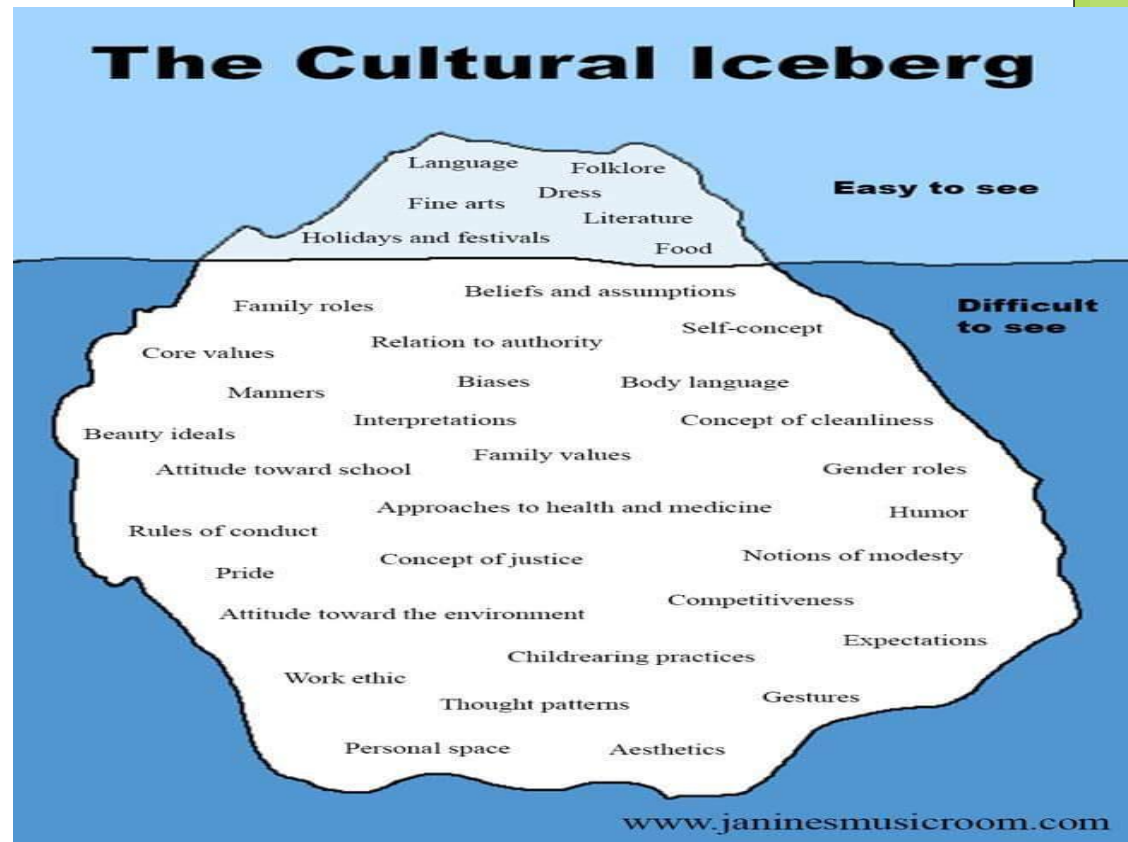 The Cultural Iceberg
Language
Folklore
Dress
Fine arts
Literature
Holidays and festivals
Food
Easy to see
Difficult
to see
Beliefs and assumptions
Family roles
Self-concept
Relation to authority
Core values
Biases
Body language
Manners
Interpretations
Concept of cleanliness
Beauty ideals
Family values
Attitude toward school
Gender roles
Approaches to health and medicine
Humor
Rules of conduct
Concept of justice
Notions of modesty
Pride
Competitiveness
Attitude toward the environment
Expectations
Childrearing practices
Work ethic
Gestures
Thought patterns
Personal space
Aesthetics
www.janinesmusicroom.com